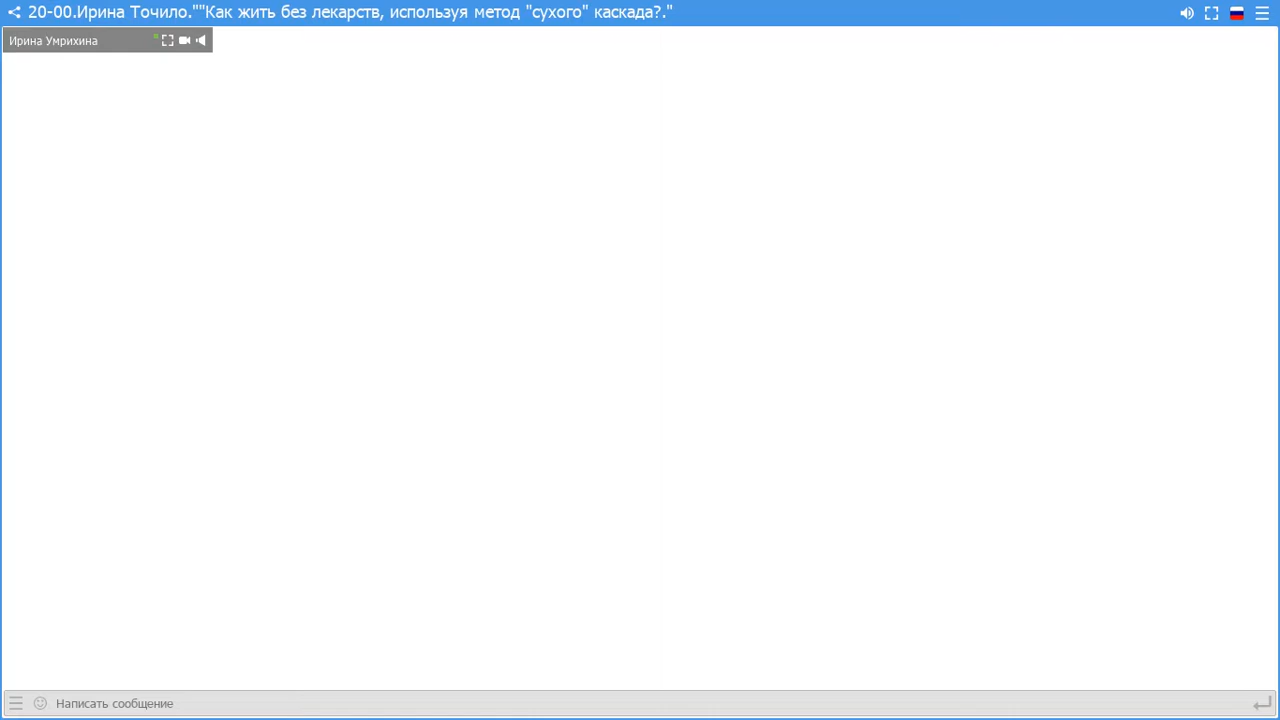 20-00.Ирина Точило.""Как жить без лекарств, используя метод "сухого" каскада?."
Ирина Умрихина
Написать сообщение